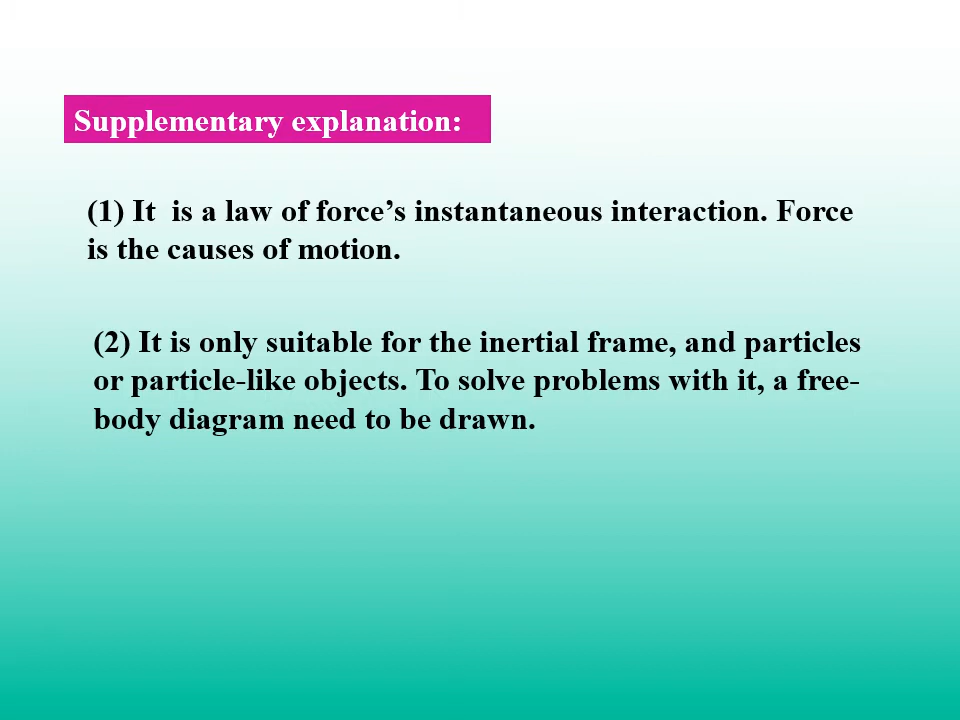 Supplementary explanation:
(1) It  is a law of force’s instantaneous interaction. Force
is the causes of motion.
(2) It is only suitable for the inertial frame, and particles
or particle-like objects. To solve problems with it, a free-
body diagram need to be drawn.